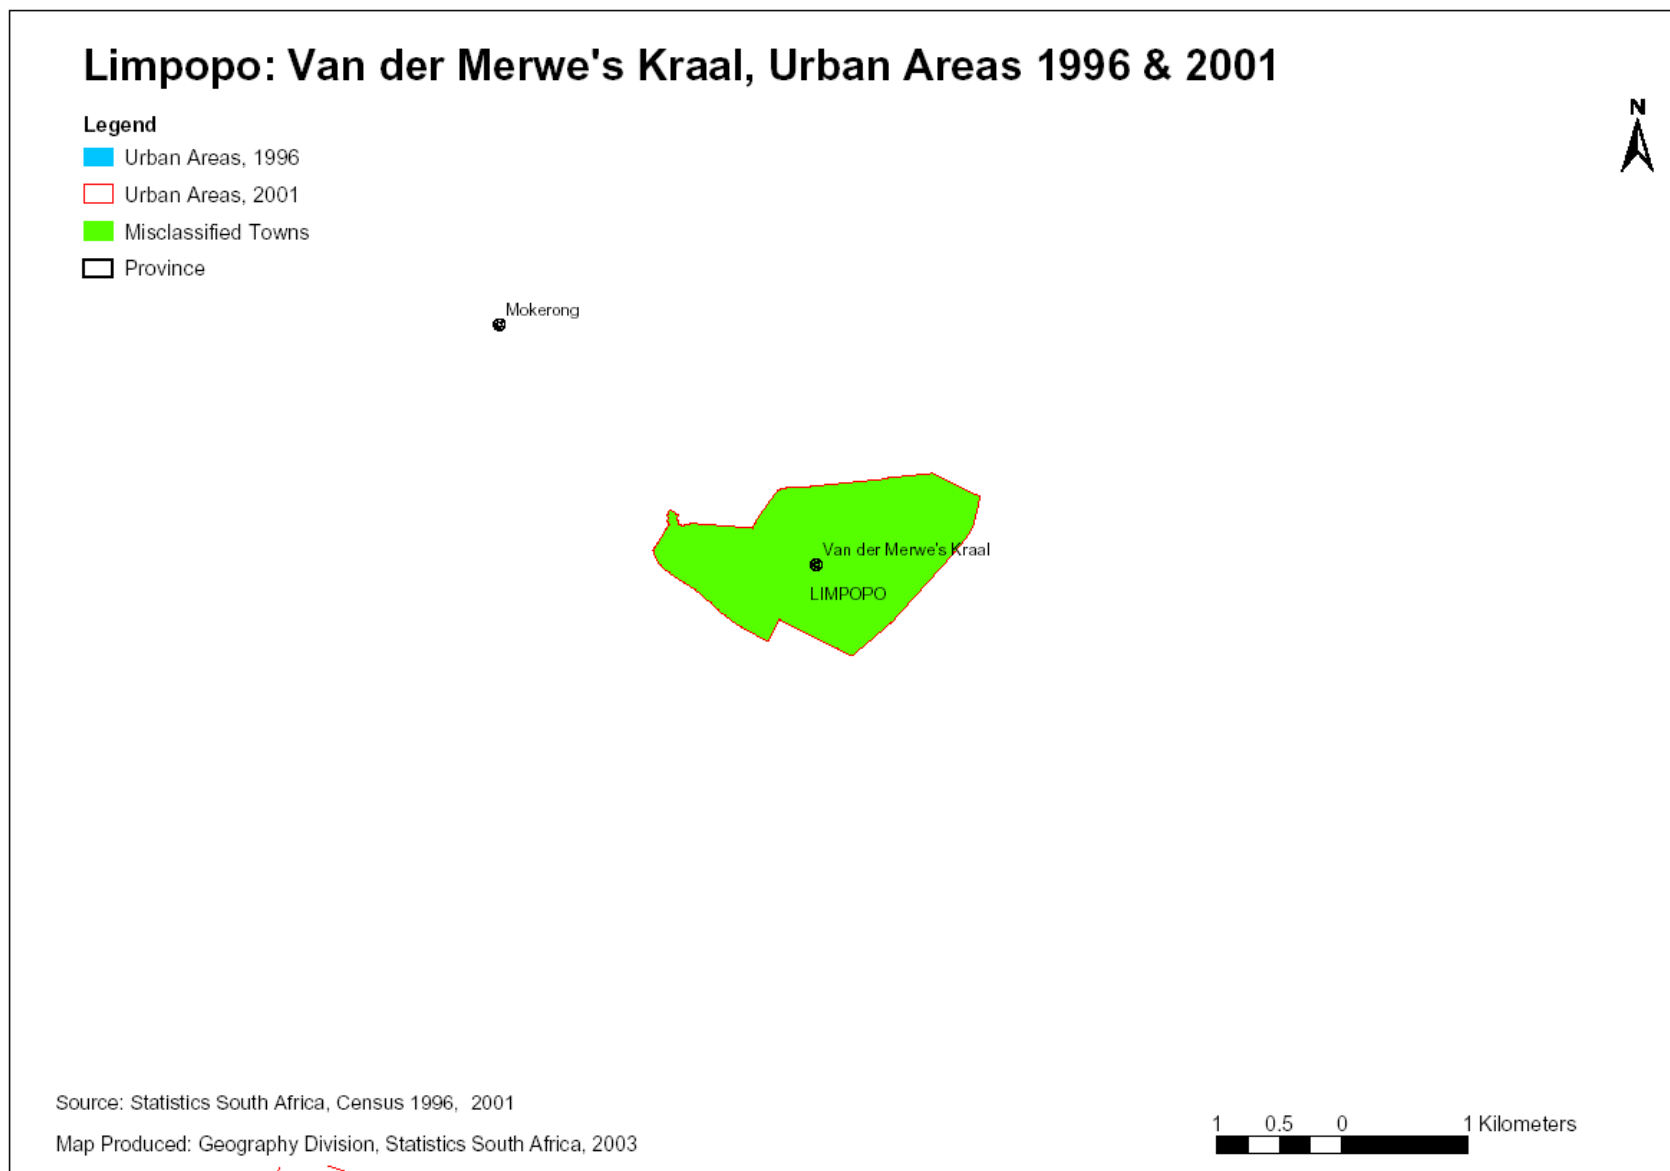 Limpopo: Van der Merwe's Kraal, Urban Areas 1996 & 2001
Legend
Urban Areas, 1996
Urban Areas, 2001
Misclassified Towns
Province
N
Mokerong
Van der Merwe's Kraal
LIMPOPO
Source: Statistics South Africa, Census 1996, 2001
Map Produced: Geography Division, Statistics South Africa, 2003
1 0.5 0 1 Kilometers